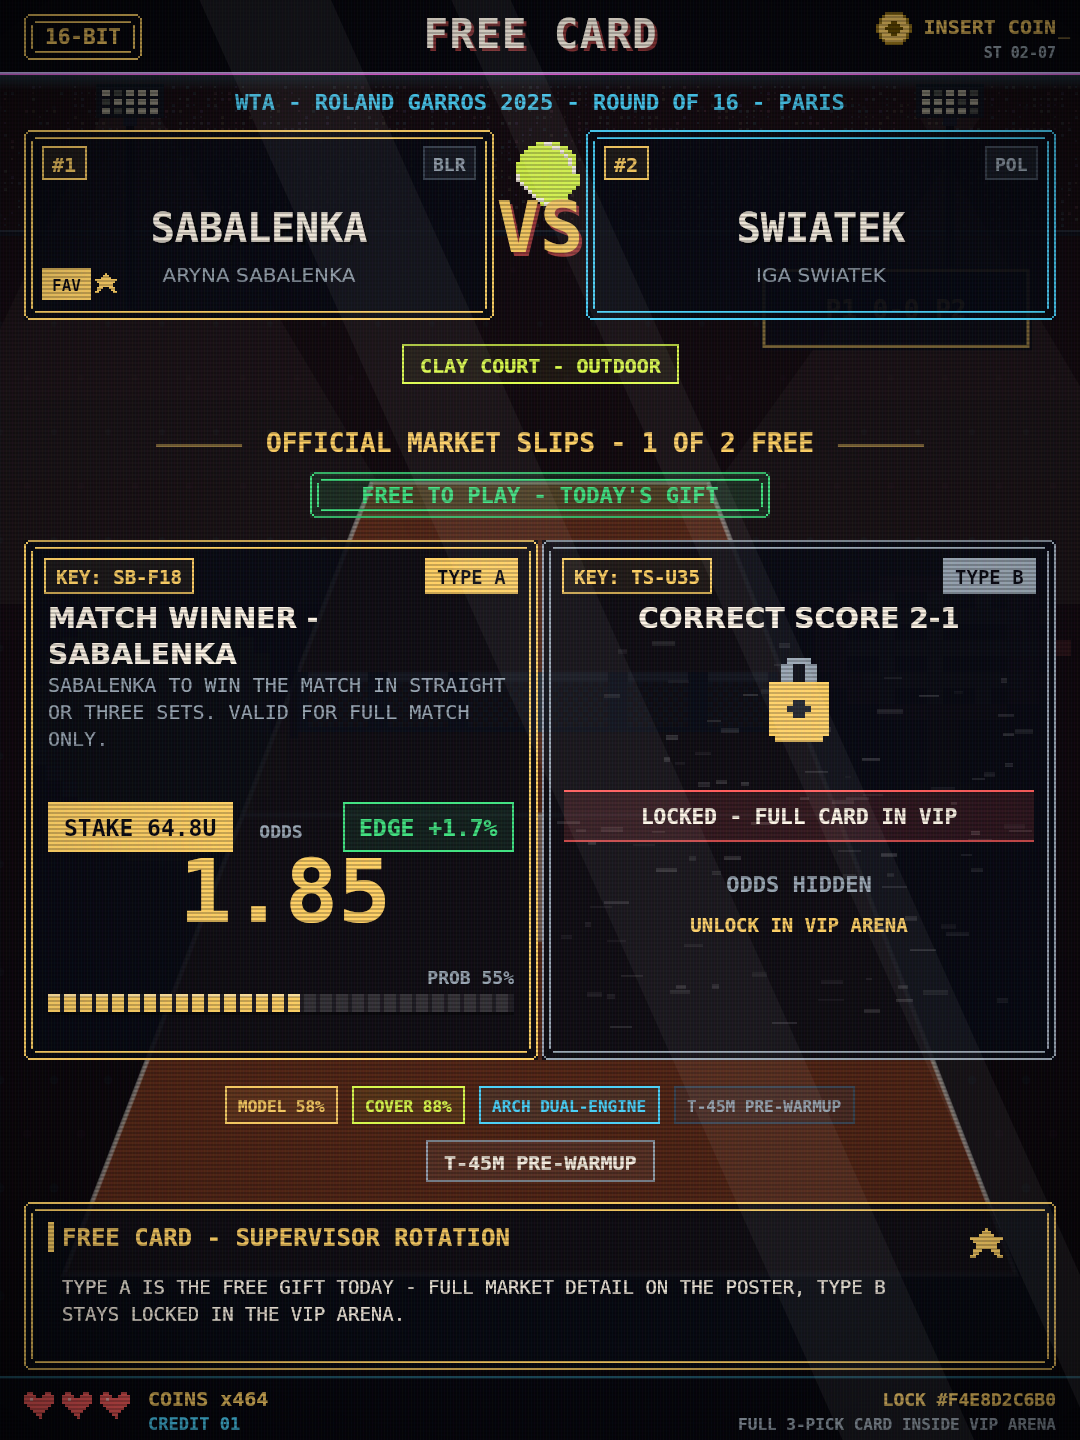 16-BIT
FREE CARD
INSERT COIN_
ST 02-07
WTA - ROLAND GARROS 2025 - ROUND OF 16 - PARIS
#1
BLR
SABALENKA
ARYNA SABALENKA
FAV
VS
#2
POL
SWIATEK
IGA SWIATEK
P1 0-0 P2
CLAY COURT - OUTDOOR
OFFICIAL MARKET SLIPS - 1 OF 2 FREE
FREE TO PLAY - TODAY'S GIFT
KEY: SB-F18
TYPE A
MATCH WINNER -
SABALENKA
SABALENKA TO WIN THE MATCH IN STRAIGHT
OR THREE SETS. VALID FOR FULL MATCH
ONLY.
STAKE 64.8U
ODDS
EDGE +1.7%
1.85
PROB 55%
KEY: TS-U35
TYPE B
CORRECT SCORE 2-1
LOCKED - FULL CARD IN VIP
ODDS HIDDEN
UNLOCK IN VIP ARENA
MODEL 58%
COVER 88%
ARCH DUAL-ENGINE
T-45M PRE-WARMUP
T-45M PRE-WARMUP
FREE CARD - SUPERVISOR ROTATION
TYPE A IS THE FREE GIFT TODAY - FULL MARKET DETAIL ON THE POSTER, TYPE B
STAYS LOCKED IN THE VIP ARENA.
COINS x464
CREDIT 01
LOCK #F4E8D2C6B0
FULL 3-PICK CARD INSIDE VIP ARENA